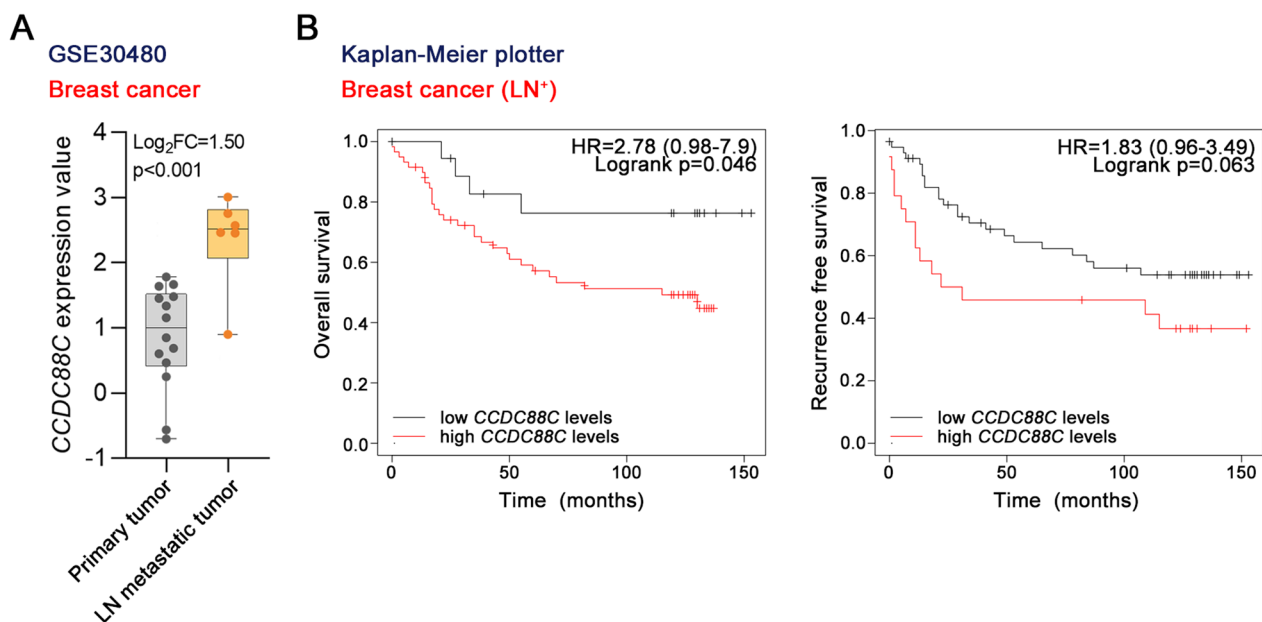 A
GSE30480
Breast cancer
Log₂FC=1.50
p<0.001
CCDC88C expression value
4
3
2
1
0
-1
Primary tumor
LN metastatic tumor
B
Kaplan-Meier plotter
Breast cancer (LN⁺)
HR=2.78 (0.98-7.9)
Logrank p=0.046
Overall survival
1.0
0.8
0.6
0.4
0.2
0.0
low CCDC88C levels
high CCDC88C levels
0 50 100 150
Time (months)
HR=1.83 (0.96-3.49)
Logrank p=0.063
Recurrence free survival
1.0
0.8
0.6
0.4
0.2
0.0
low CCDC88C levels
high CCDC88C levels
0 50 100 150
Time (months)